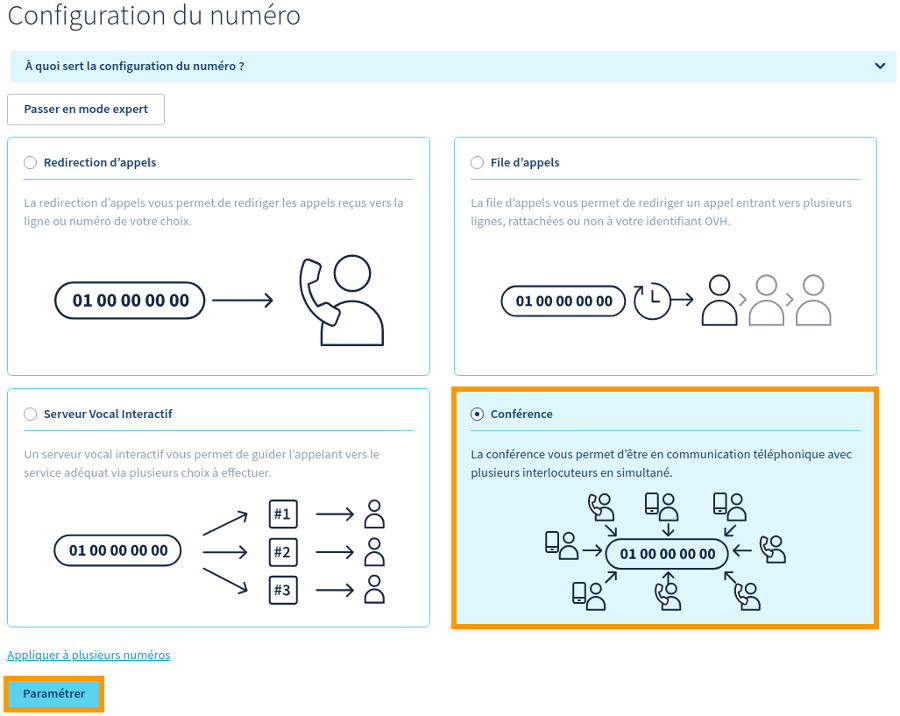 Configuration du numéro
À quoi sert la configuration du numéro ?
Passer en mode expert
Redirection d'appels
La redirection d'appels vous permet de rediriger les appels reçus vers la
ligne ou numéro de votre choix.
01 00 00 00 00
File d'appels
La file d'appels vous permet de rediriger un appel entrant vers plusieurs
lignes, rattachées ou non à votre identifiant OVH.
01 00 00 00 00
Serveur Vocal Interactif
Un serveur vocal interactif vous permet de guider l'appelant vers le
service adéquat via plusieurs choix à effectuer.
#1
01 00 00 00 00
#2
#3
Conférence
La conférence vous permet d'être en communication téléphonique avec
plusieurs interlocuteurs en simultané.
01 00 00 00 00
Appliquer à plusieurs numéros
Paramétrer